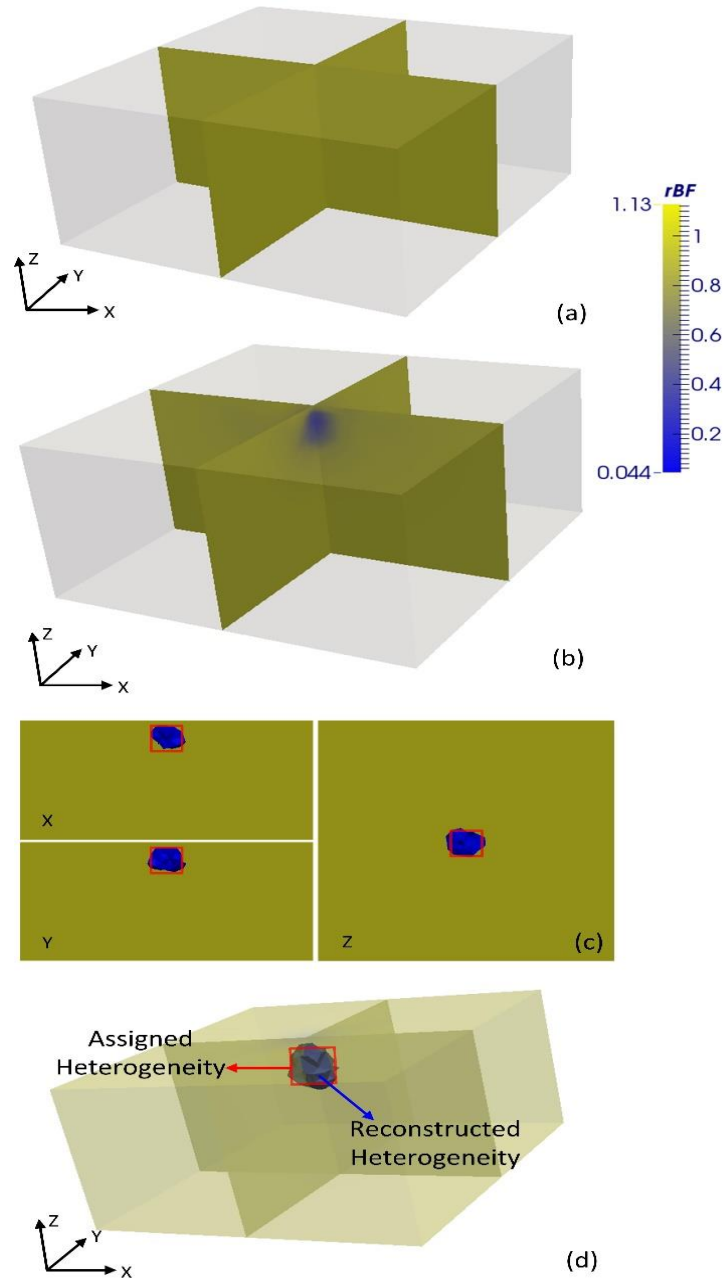 rBF
1.13
1
0.8
0.6
0.4
0.2
0.044
Z
Y
X
(a)
Z
Y
X
(b)
X
Y
Z
(c)
Assigned
Heterogeneity
Reconstructed
Heterogeneity
Z
Y
X
(d)